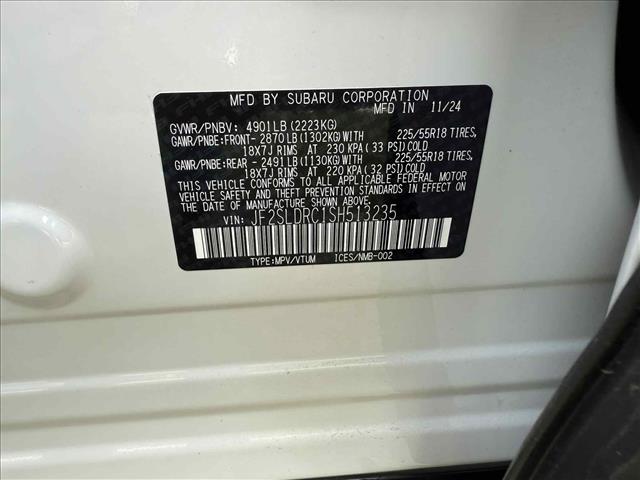 MFD BY SUBARU CORPORATION
MFD IN 11/24
GVWR/PNBV: 4901LB(2223KG)
GAWR/PNBE:FRONT- 2870LB(1302KG)WITH 225/55R18 TIRES,
18X7J RIMS AT 230 KPA(33 PSI)COLD
GAWR/PNBE:REAR - 2491LB(1130KG)WITH 225/55R18 TIRES,
18X7J RIMS AT 220 KPA(32 PSI)COLD
THIS VEHICLE CONFORMS TO ALL APPLICABLE FEDERAL MOTOR
VEHICLE SAFETY AND THEFT PREVENTION STANDARDS IN EFFECT
ON THE DATE OF MANUFACTURE SHOWN ABOVE.
VIN: JF2SLDRC1SH513235
TYPE:MPV/VTUM ICES/NMB-002